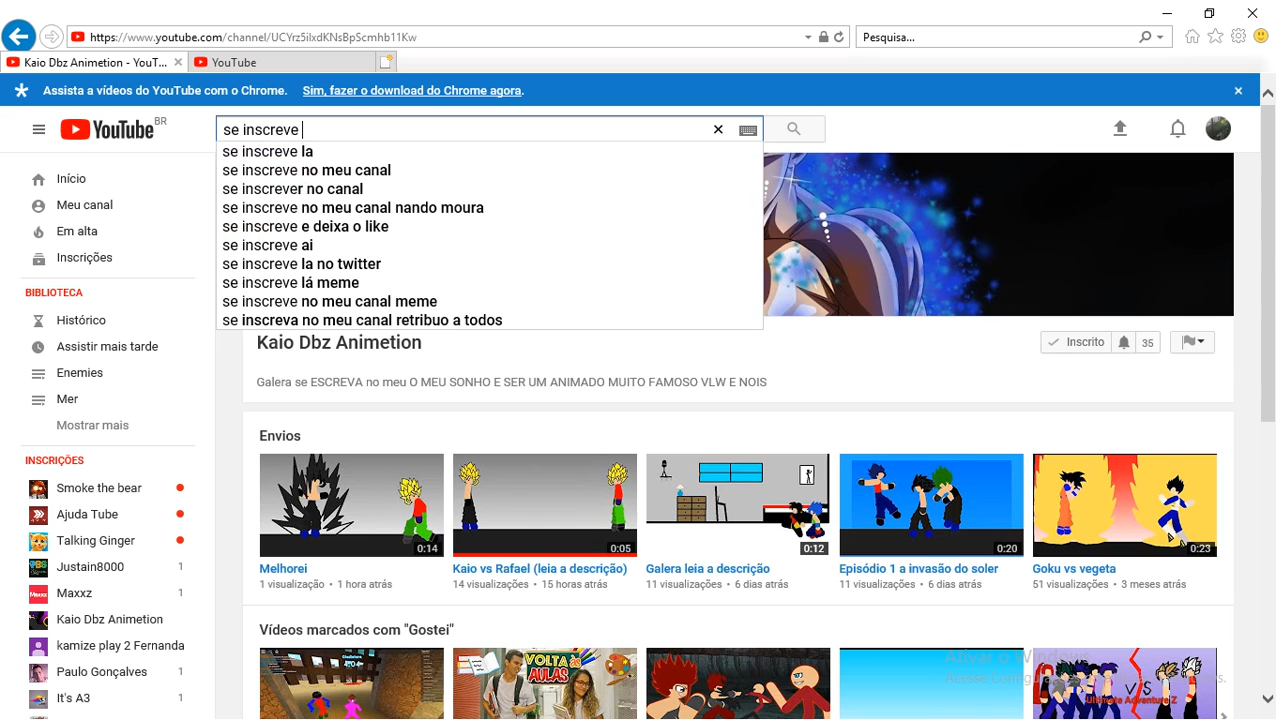 https://www.youtube.com/channel/UCYrz5ilxdKNsBpScmhb11Kw
Pesquisa...
Kaio Dbz Animetion - YouT...
YouTube
Assista a vídeos do YouTube com o Chrome. Sim, fazer o download do Chrome agora.
YouTube BR
se inscreve
se inscreve la
se inscreve no meu canal
se inscrever no canal
se inscreve no meu canal nando moura
se inscreve e deixa o like
se inscreve ai
se inscreve la no twitter
se inscreve lá meme
se inscreve no meu canal meme
se inscreva no meu canal retribuo a todos
Início
Meu canal
Em alta
Inscrições
BIBLIOTECA
Histórico
Assistir mais tarde
Enemies
Mer
Mostrar mais
INSCRIÇÕES
Smoke the bear
Ajuda Tube
Talking Ginger
Justain8000 1
Maxxz 1
Kaio Dbz Animetion
kamize play 2 Fernanda
Paulo Gonçalves 1
It's A3 1
Kaio Dbz Animetion
Inscrito 35
Galera se ESCREVA no meu O MEU SONHO E SER UM ANIMADO MUITO FAMOSO VLW E NOIS
Envios
0:14
0:05
0:12
0:20
0:23
Melhorei
1 visualização • 1 hora atrás
Kaio vs Rafael (leia a descrição)
14 visualizações • 15 horas atrás
Galera leia a descrição
11 visualizações • 6 dias atrás
Episódio 1 a invasão do soler
11 visualizações • 6 dias atrás
Goku vs vegeta
51 visualizações • 3 meses atrás
Vídeos marcados com "Gostei"
VOLTA às AULAS
VS
Ultimate Adventure Z
Ativar o Windows